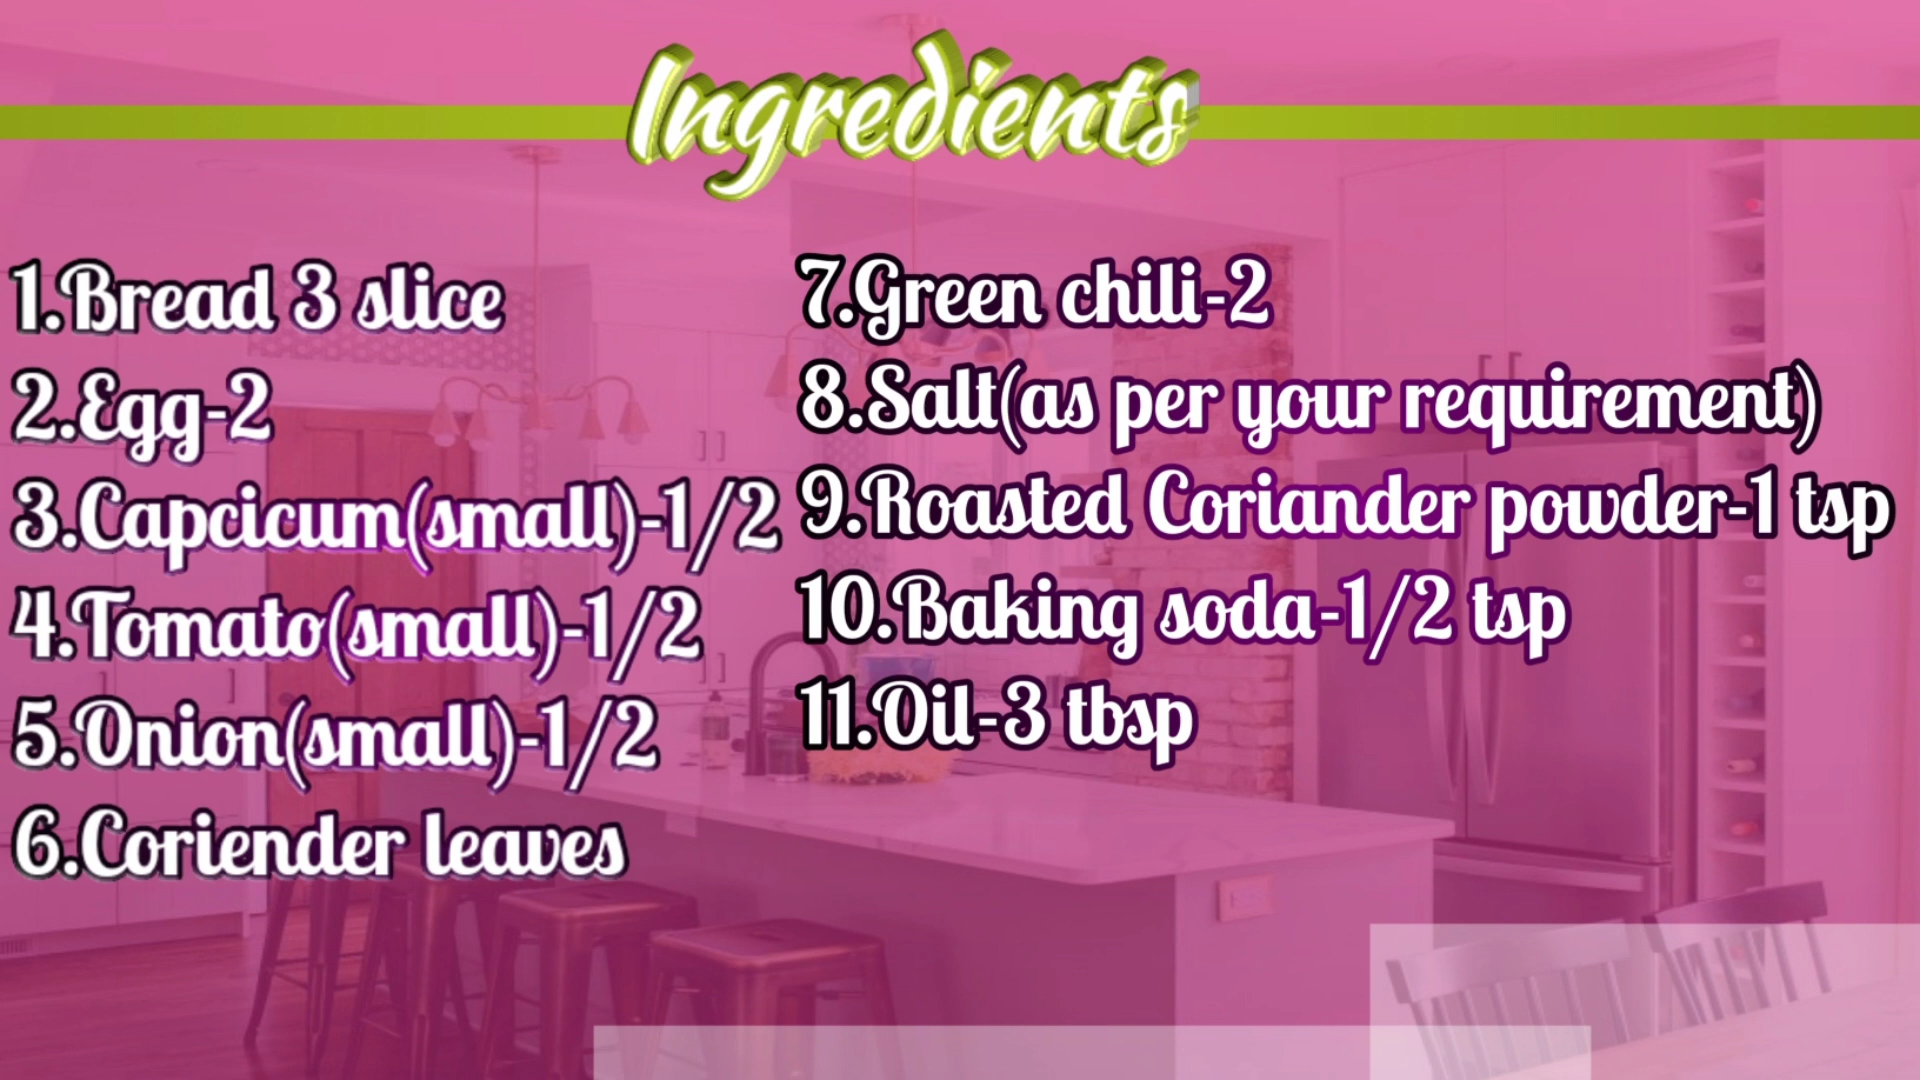 Ingredients
1.Bread 3 slice
2.Egg-2
3.Capcicum(small)-1/2
4.Tomato(small)-1/2
5.Onion(small)-1/2
6.Coriender leaves
7.Green chili-2
8.Salt(as per your requirement)
9.Roasted Coriander powder-1 tsp
10.Baking soda-1/2 tsp
11.Oil-3 tbsp